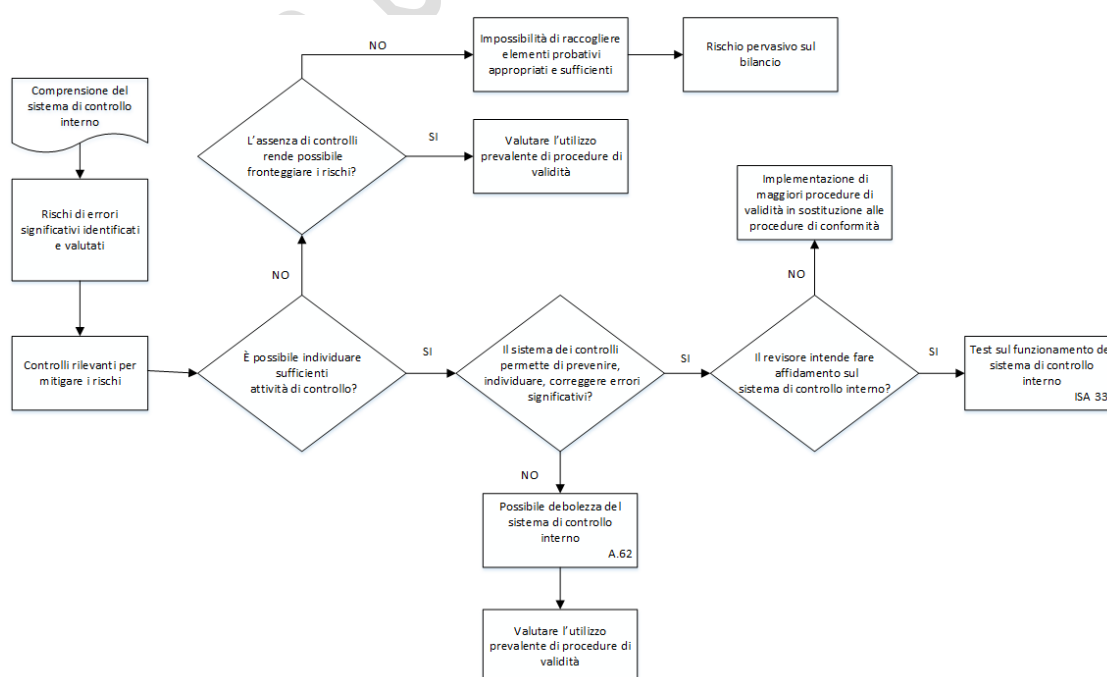 Comprensione del
sistema di controllo
interno
Rischi di errori
significativi identificati
e valutati
Controlli rilevanti per
mitigare i rischi
È possibile individuare
sufficienti
attività di controllo?
NO
L'assenza di controlli
rende possibile
fronteggiare i rischi?
NO
Impossibilità di raccogliere
elementi probativi
appropriati e sufficienti
Rischio pervasivo sul
bilancio
SI
Valutare l'utilizzo
prevalente di procedure di
validità
SI
Il sistema dei controlli
permette di prevenire,
individuare, correggere errori
significativi?
NO
Possibile debolezza del
sistema di controllo
interno
A.62
Valutare l'utilizzo
prevalente di procedure di
validità
SI
Il revisore intende fare
affidamento sul
sistema di controllo interno?
NO
Implementazione di
maggiori procedure di
validità in sostituzione alle
procedure di conformità
SI
Test sul funzionamento de
sistema di controllo
interno
ISA 33